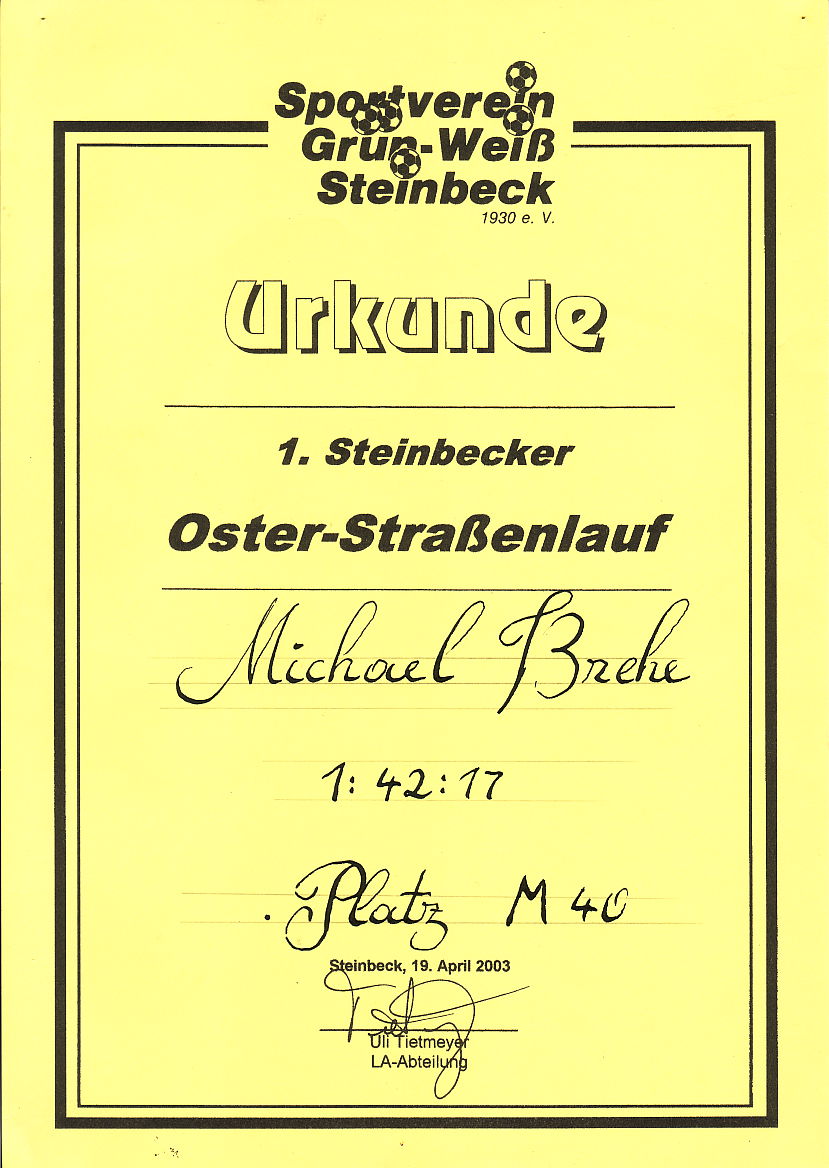 Sportverein
Grün-Weiß
Steinbeck
1930 e. V.
Urkunde
1. Steinbecker
Oster-Straßenlauf
Michael Brehe
1:42:17
. Platz M 40
Steinbeck, 19. April 2003
Uli Tietmeyer
LA-Abteilung